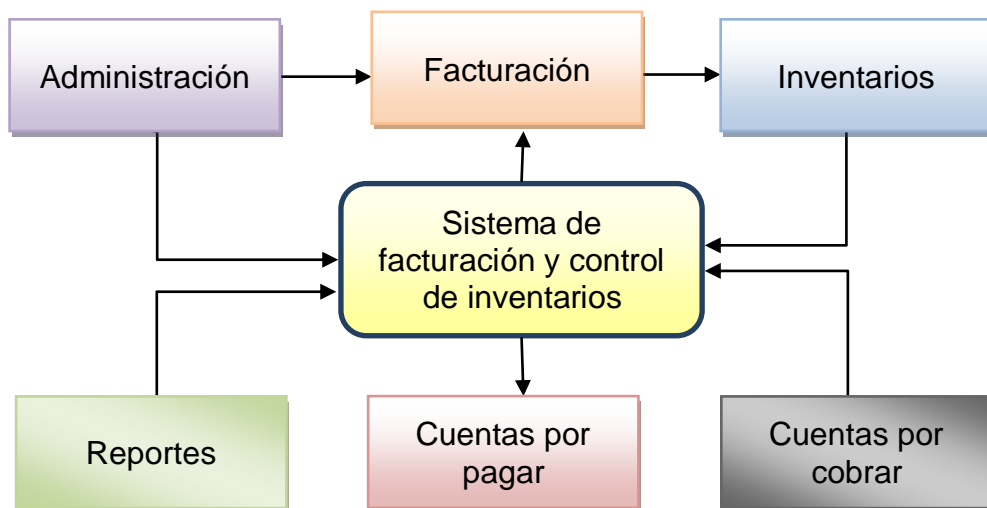 Administración
Facturación
Inventarios
Sistema de
facturación y control
de inventarios
Reportes
Cuentas por
pagar
Cuentas por
cobrar